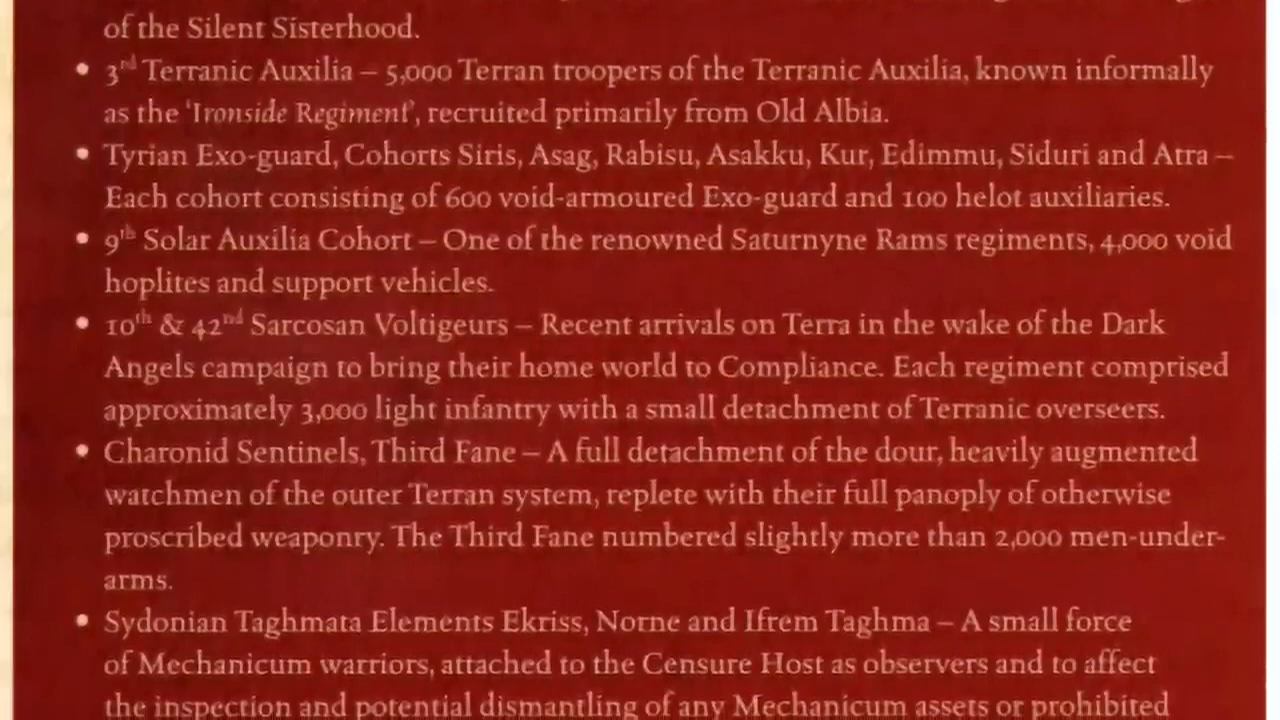 of the Silent Sisterhood.
• 3rd Terranic Auxilia – 5,000 Terran troopers of the Terranic Auxilia, known informally
as the ‘Ironside Regiment’, recruited primarily from Old Albia.
• Tyrian Exo-guard, Cohorts Siris, Asag, Rabisu, Asakku, Kur, Edimmu, Siduri and Atra –
Each cohort consisting of 600 void-armoured Exo-guard and 100 helot auxiliaries.
• 9th Solar Auxilia Cohort – One of the renowned Saturnyne Rams regiments, 4,000 void
hoplites and support vehicles.
• 10th & 42nd Sarcosan Voltigeurs – Recent arrivals on Terra in the wake of the Dark
Angels campaign to bring their home world to Compliance. Each regiment comprised
approximately 3,000 light infantry with a small detachment of Terranic overseers.
• Charonid Sentinels, Third Fane – A full detachment of the dour, heavily augmented
watchmen of the outer Terran system, replete with their full panoply of otherwise
proscribed weaponry. The Third Fane numbered slightly more than 2,000 men-under-
arms.
• Sydonian Taghmata Elements Ekriss, Norne and Ifrem Taghma – A small force
of Mechanicum warriors, attached to the Censure Host as observers and to affect
the inspection and potential dismantling of any Mechanicum assets or prohibited